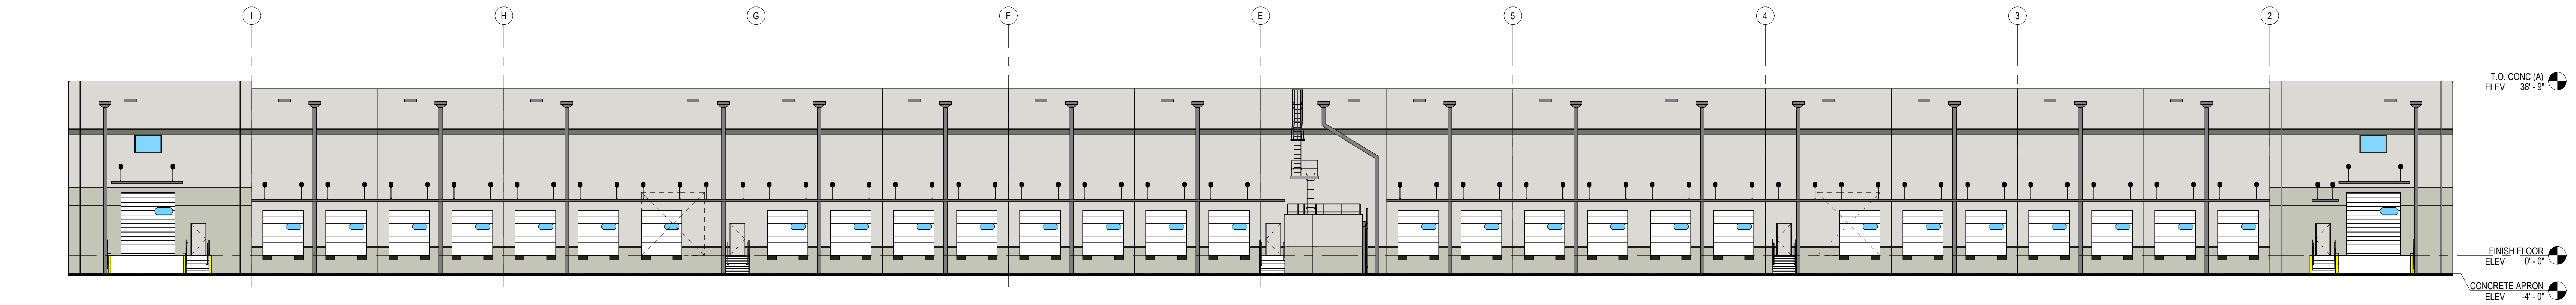 I H G F E 5 4 3 2
T.O. CONC (A)
ELEV 38' - 9"
FINISH FLOOR
ELEV 0' - 0"
CONCRETE APRON
ELEV -4' - 0"